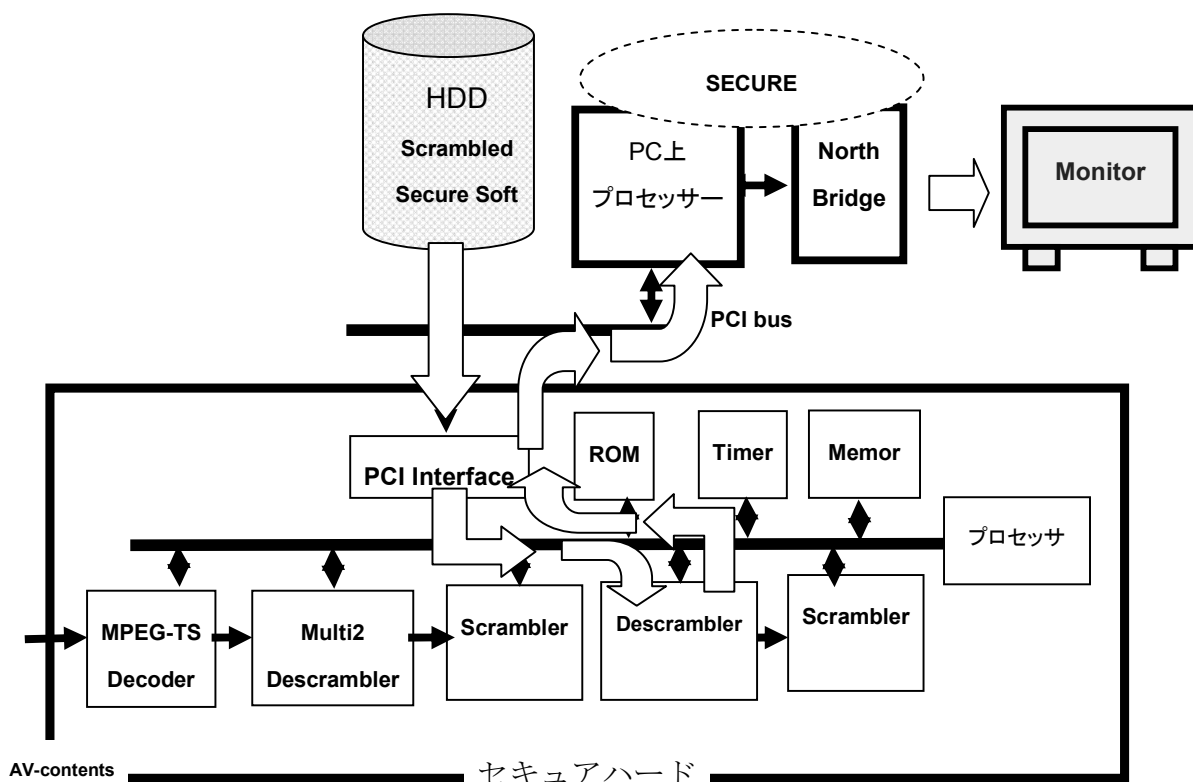 HDD
Scrambled
Secure Soft
SECURE
PC上
プロセッサー
North
Bridge
Monitor
PCI bus
PCI Interface
ROM
Timer
Memor
プロセッサ
MPEG-TS
Decoder
Multi2
Descrambler
Scrambler
Descrambler
Scrambler
AV-contents
セキュアハード